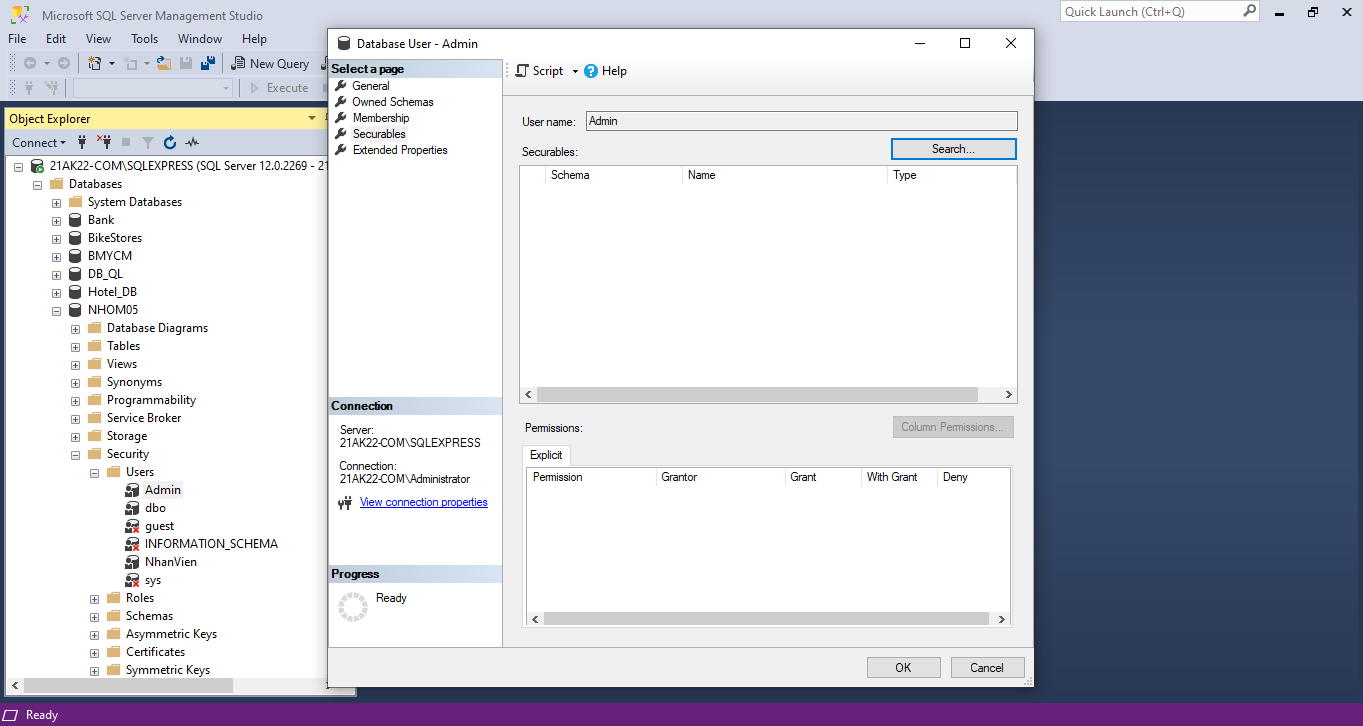 Microsoft SQL Server Management Studio
Quick Launch (Ctrl+Q)
File Edit View Tools Window Help
New Query
Execute
Object Explorer
Connect
21AK22-COM\SQLEXPRESS (SQL Server 12.0.2269 - 21
Databases
System Databases
Bank
BikeStores
BMYCM
DB_QL
Hotel_DB
NHOM05
Database Diagrams
Tables
Views
Synonyms
Programmability
Service Broker
Storage
Security
Users
Admin
dbo
guest
INFORMATION_SCHEMA
NhanVien
sys
Roles
Schemas
Asymmetric Keys
Certificates
Symmetric Keys
Database User - Admin
Select a page
General
Owned Schemas
Membership
Securables
Extended Properties
Connection
Server:
21AK22-COM\SQLEXPRESS
Connection:
21AK22-COM\Administrator
View connection properties
Progress
Ready
Script Help
User name: Admin
Securables: Search...
Schema Name Type
Permissions: Column Permissions...
Explicit
Permission Grantor Grant With Grant Deny
OK Cancel
Ready